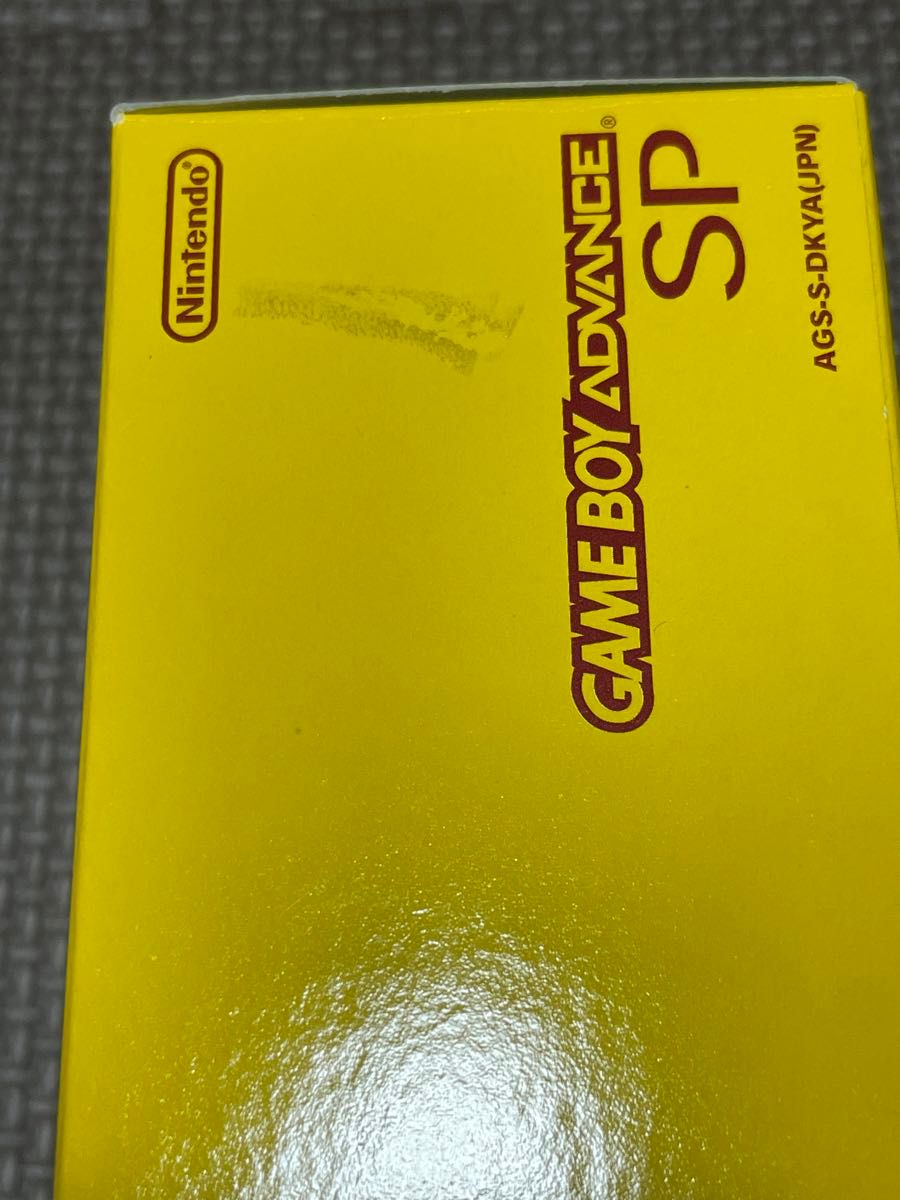 Nintendo®
GAME BOY ADVANCE®
SP
AGS-S-DKYA(JPN)